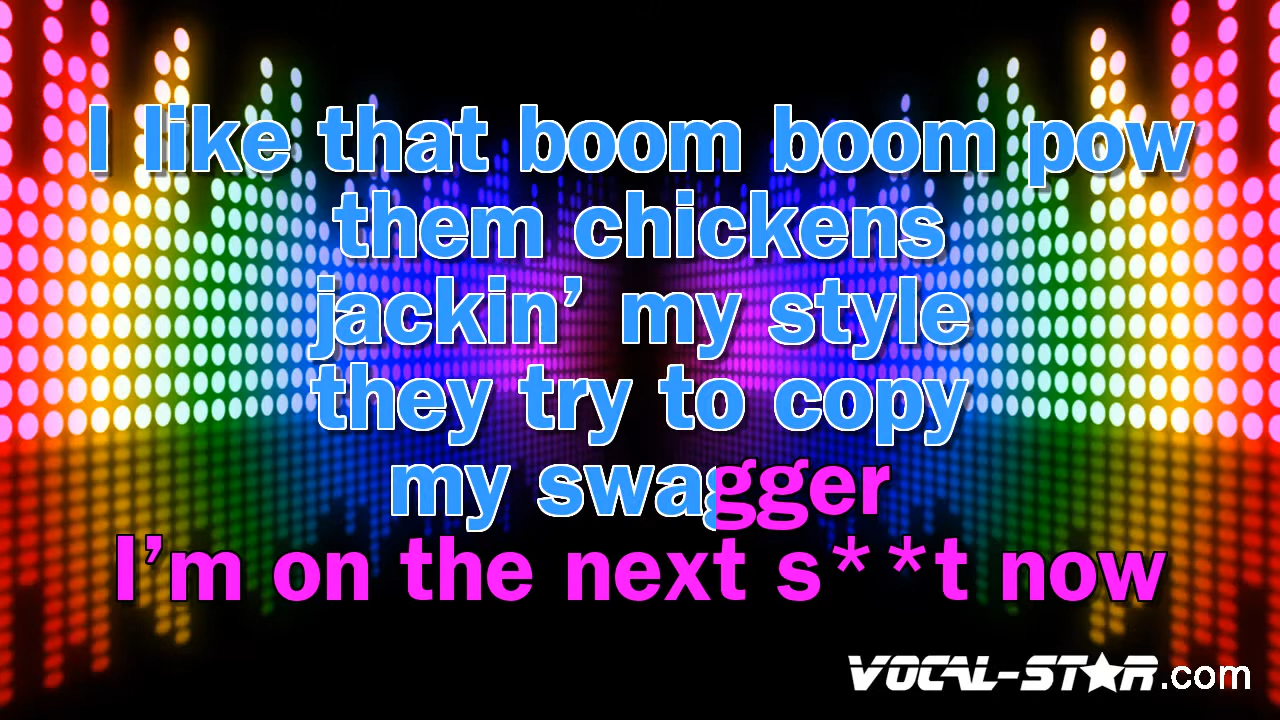 I like that boom boom pow
them chickens
jackin’ my style
they try to copy
my swagger
I’m on the next s**t now
VOCAL-STAR.com